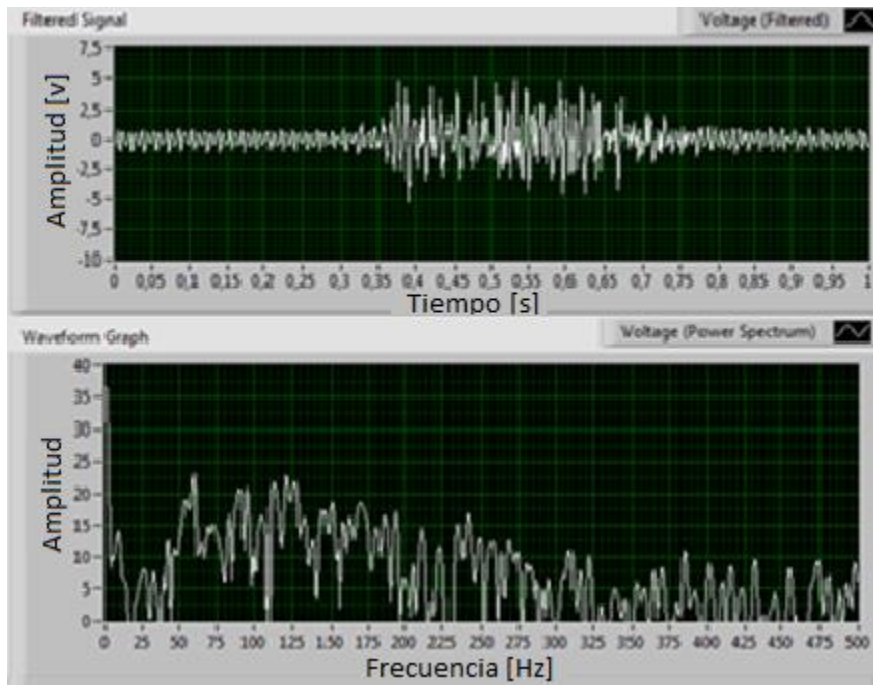 Filtered Signal
Voltage (Filtered)
Amplitud [v]
7,5
5
2,5
0
-2,5
-5
-7,5
-10
0 0,05 0,1 0,15 0,2 0,25 0,3 0,35 0,4 0,45 0,5 0,55 0,6 0,65 0,7 0,75 0,8 0,85 0,9 0,95 1
Tiempo [s]
Waveform Graph
Voltage (Power Spectrum)
Amplitud
40
35
30
25
20
15
10
5
0
0 25 50 75 100 125 150 175 200 225 250 275 300 325 350 375 400 425 450 475 500
Frecuencia [Hz]